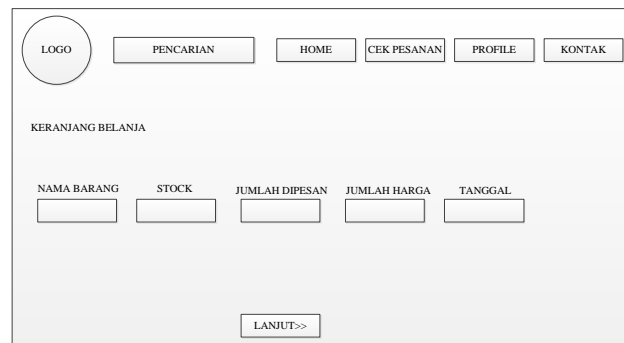 LOGO PENCARIAN HOME CEK PESANAN PROFILE KONTAK
KERANJANG BELANJA
NAMA BARANG STOCK JUMLAH DIPESAN JUMLAH HARGA TANGGAL
LANJUT>>